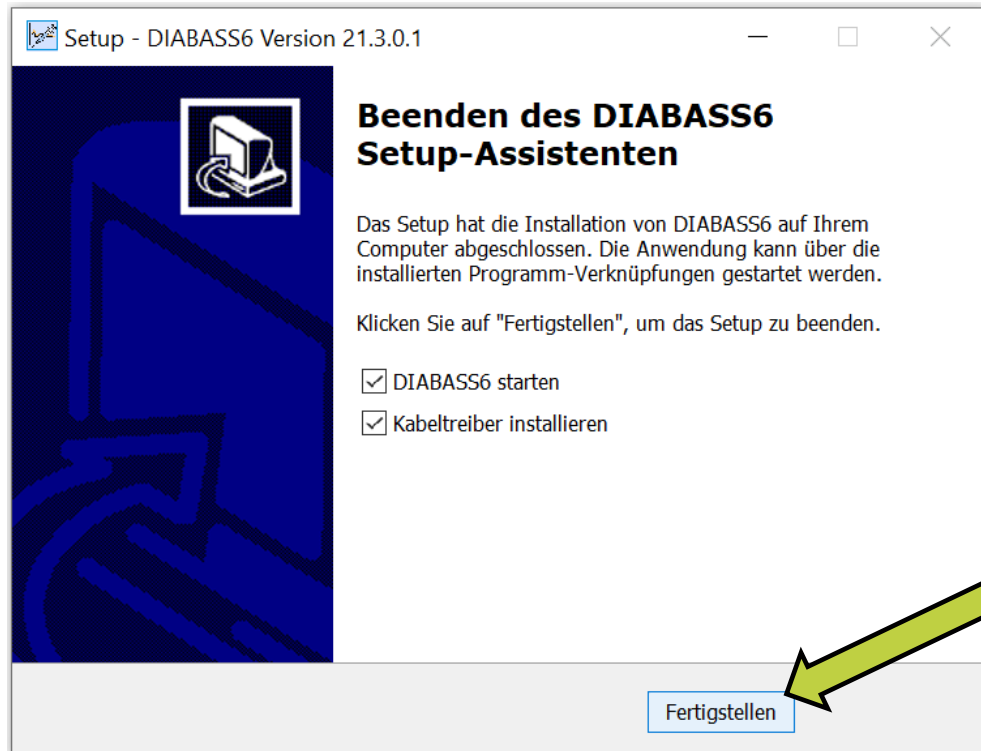 Setup - DIABASS6 Version 21.3.0.1
Beenden des DIABASS6
Setup-Assistenten
Das Setup hat die Installation von DIABASS6 auf Ihrem
Computer abgeschlossen. Die Anwendung kann über die
installierten Programm-Verknüpfungen gestartet werden.
Klicken Sie auf "Fertigstellen", um das Setup zu beenden.
DIABASS6 starten
Kabeltreiber installieren
Fertigstellen